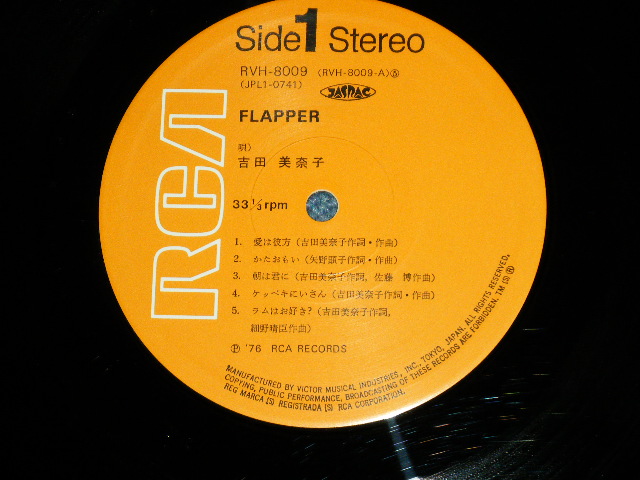 RCA
Side 1 Stereo
RVH-8009 (RVH-8009-A)Ⓢ
(JPL1-0741) JASRAC
FLAPPER
唄)
吉田 美奈子
33 1/3 rpm
1. 愛は彼方(吉田美奈子作詞・作曲)
2. かたおもい(矢野顕子作詞・作曲)
3. 朝は君に(吉田美奈子作詞, 佐藤 博作曲)
4. ケッペキにいさん(吉田美奈子作詞・作曲)
5. ラムはお好き?(吉田美奈子作詞,
細野晴臣作曲)
Ⓟ '76 RCA RECORDS
MANUFACTURED BY VICTOR MUSICAL INDUSTRIES, INC. TOKYO, JAPAN. ALL RIGHTS RESERVED.
COPYING, PUBLIC PERFORMANCE, BROADCASTING OF THESE RECORDS ARE FORBIDDEN. TM(S) ®
REG MARCA(S) REGISTRADA(S) RCA CORPORATION.